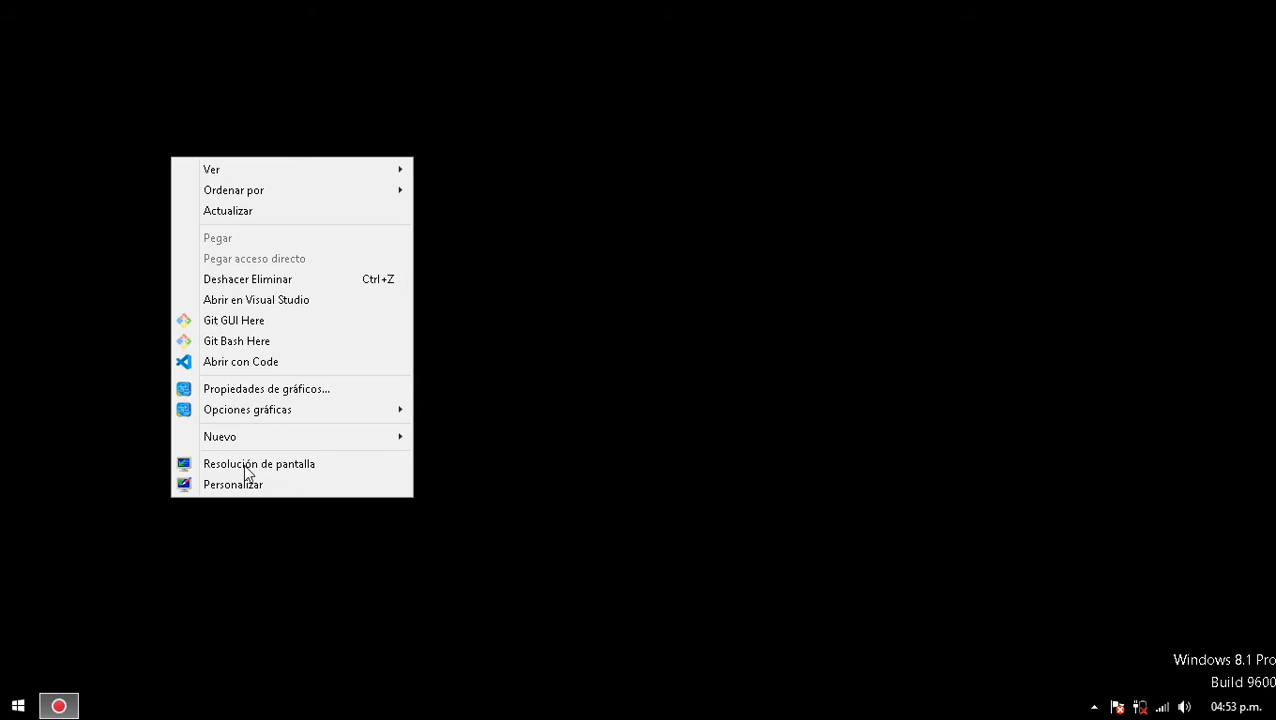 Ver
Ordenar por
Actualizar
Pegar
Pegar acceso directo
Deshacer Eliminar Ctrl+Z
Abrir en Visual Studio
Git GUI Here
Git Bash Here
Abrir con Code
Propiedades de gráficos...
Opciones gráficas
Nuevo
Resolución de pantalla
Personalizar
Windows 8.1 Pro
Build 9600
04:53 p.m.